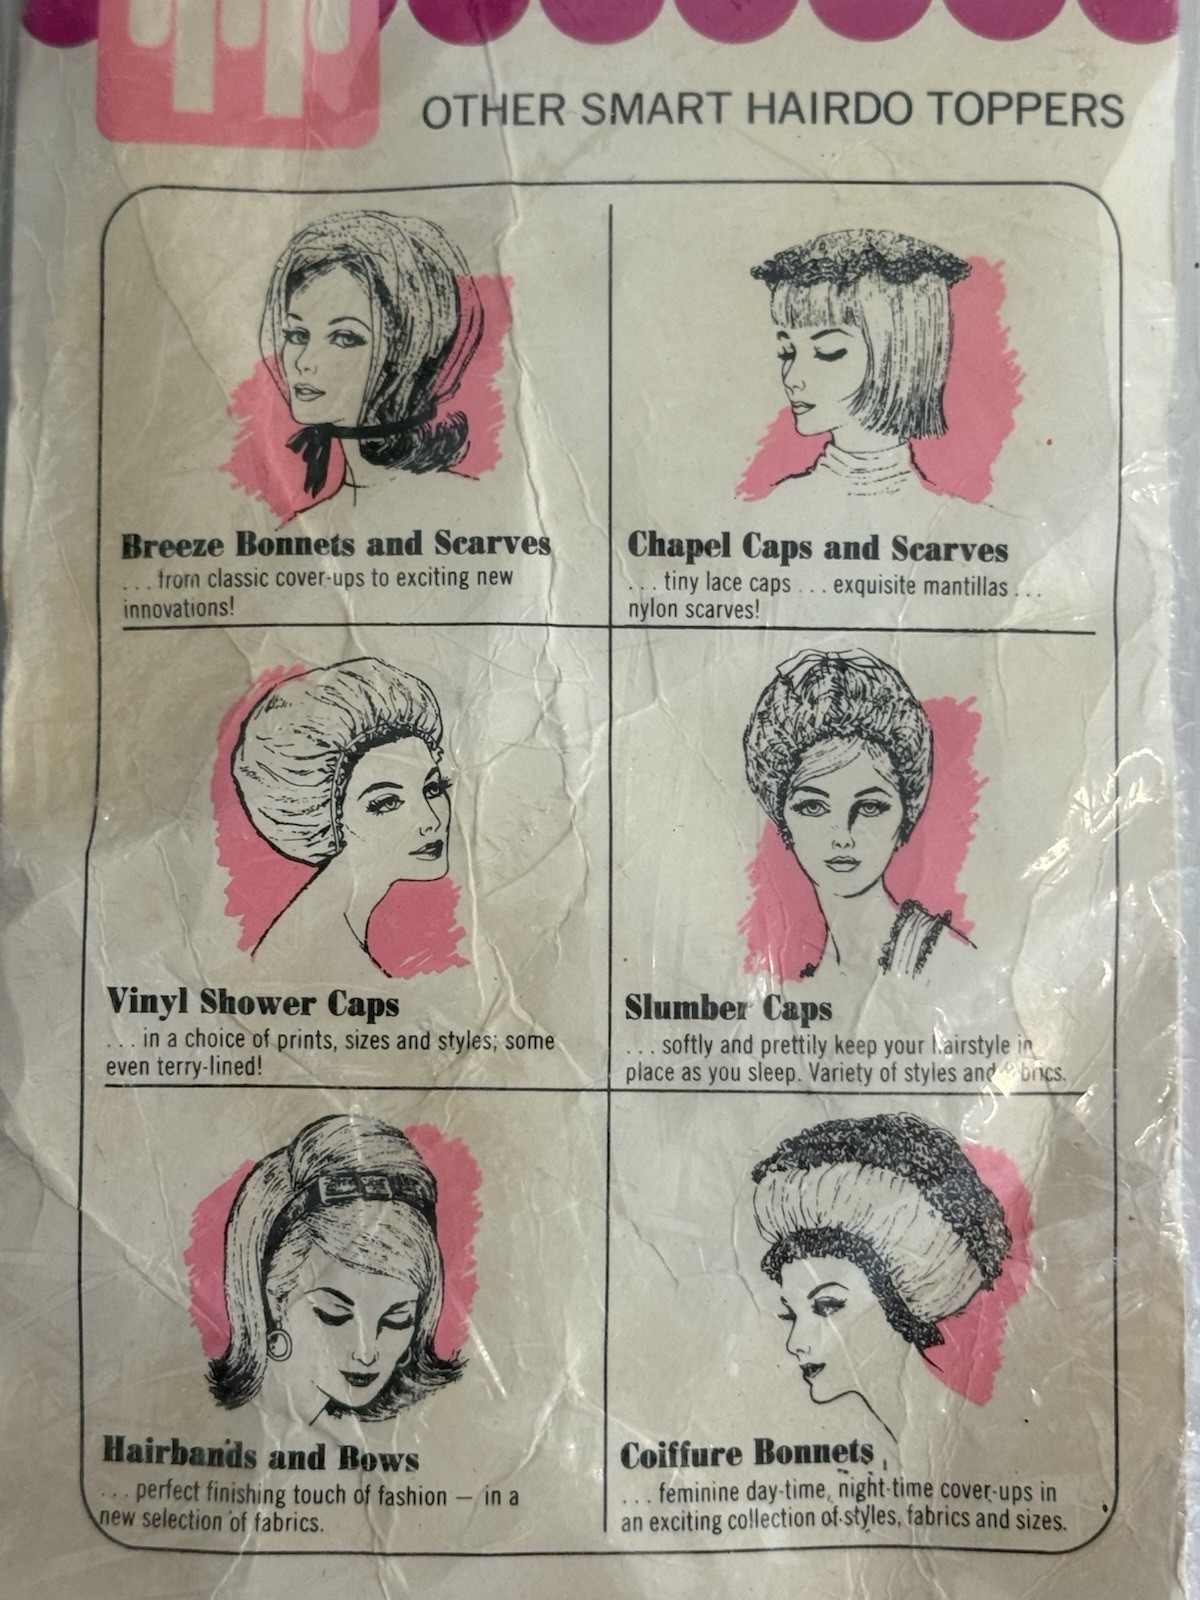 OTHER SMART HAIRDO TOPPERS
Breeze Bonnets and Scarves
... from classic cover-ups to exciting new
innovations!
Chapel Caps and Scarves
... tiny lace caps ... exquisite mantillas ...
nylon scarves!
Vinyl Shower Caps
... in a choice of prints, sizes and styles; some
even terry-lined!
Slumber Caps
... softly and prettily keep your hairstyle in
place as you sleep. Variety of styles and fabrics.
Hairbands and Bows
... perfect finishing touch of fashion — in a
new selection of fabrics.
Coiffure Bonnets
... feminine day-time, night-time cover-ups in
an exciting collection of styles, fabrics and sizes.